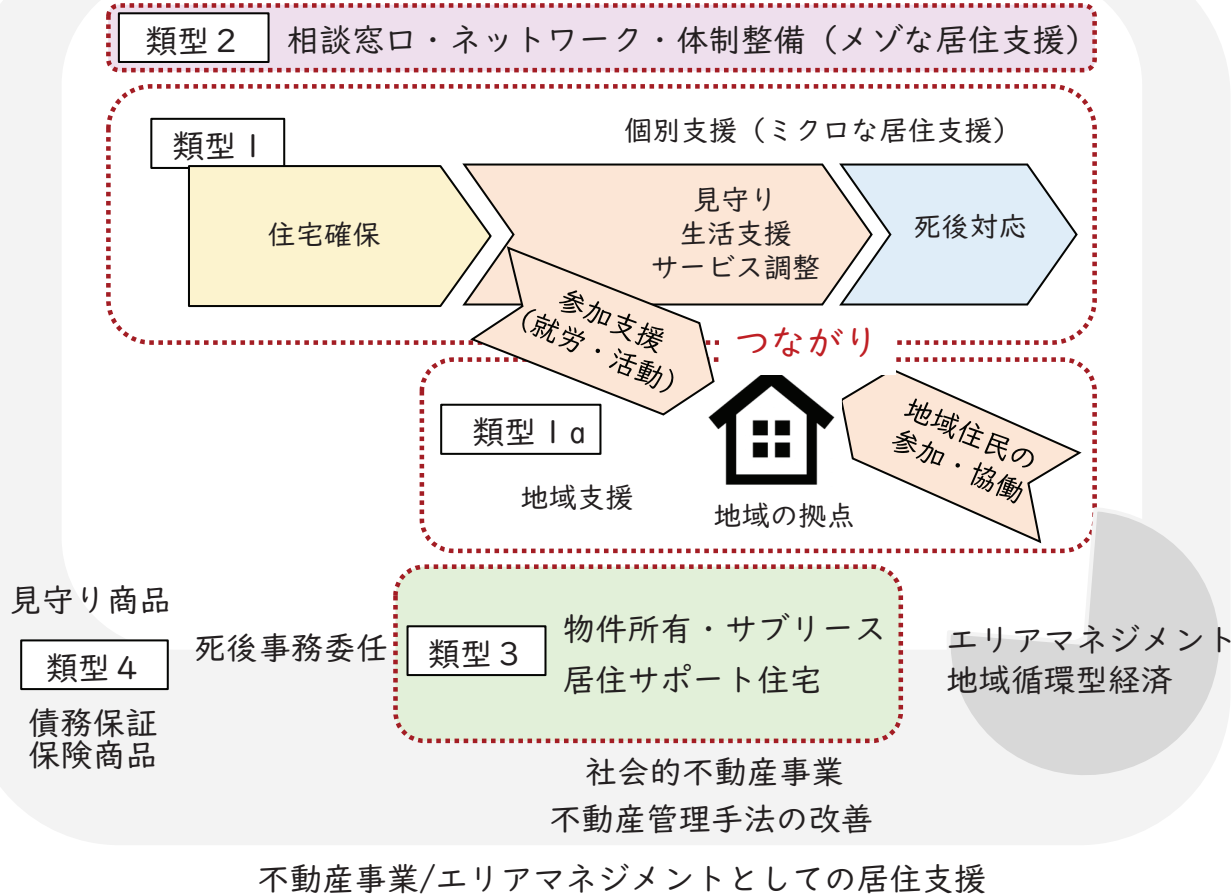 類型2
相談窓口・ネットワーク・体制整備（メゾな居住支援）
類型1
個別支援（ミクロな居住支援）
住宅確保
見守り
生活支援
サービス調整
死後対応
参加支援
（就労・活動）
つながり
類型1a
地域支援
地域の拠点
地域住民の
参加・協働
見守り商品
類型4
債務保証
保険商品
死後事務委任
類型3
物件所有・サブリース
居住サポート住宅
エリアマネジメント
地域循環型経済
社会的不動産事業
不動産管理手法の改善
不動産事業/エリアマネジメントとしての居住支援